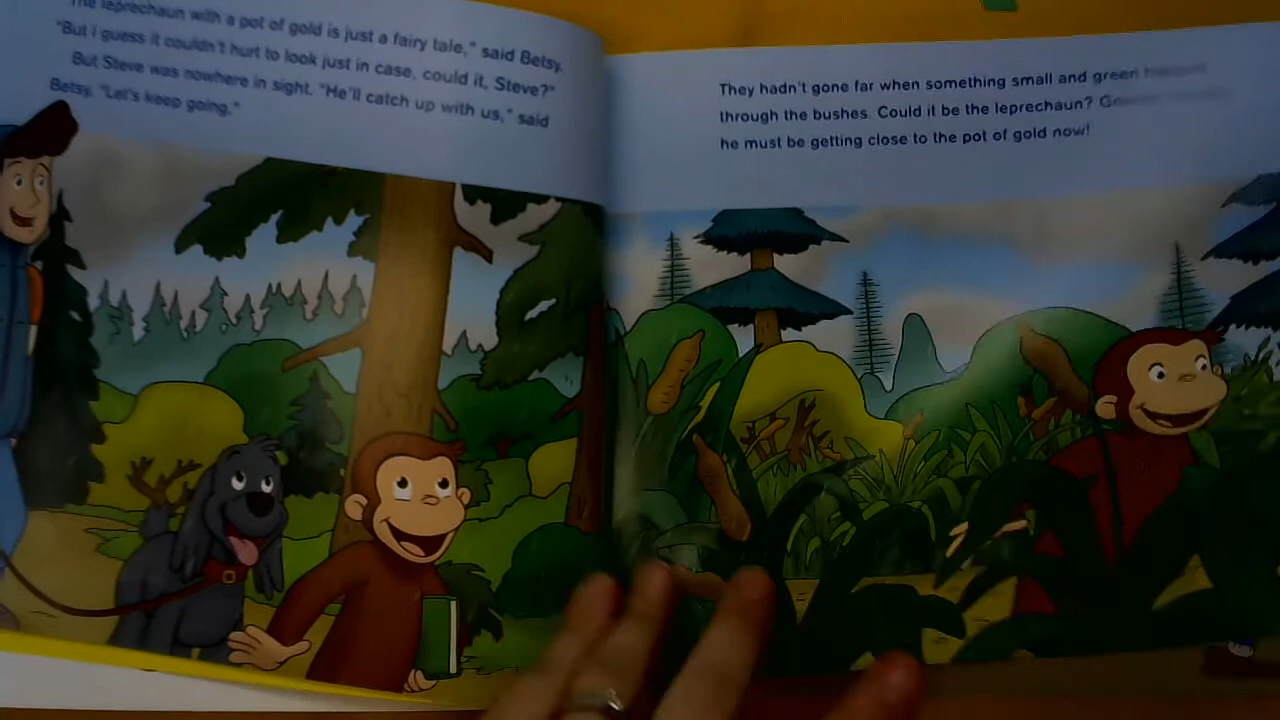 The leprechaun with a pot of gold is just a fairy tale," said Betsy.
"But I guess it couldn't hurt to look just in case, could it, Steve?"
But Steve was nowhere in sight. "He'll catch up with us," said
Betsy. "Let's keep going."
They hadn't gone far when something small and green
through the bushes. Could it be the leprechaun?
he must be getting close to the pot of gold now!